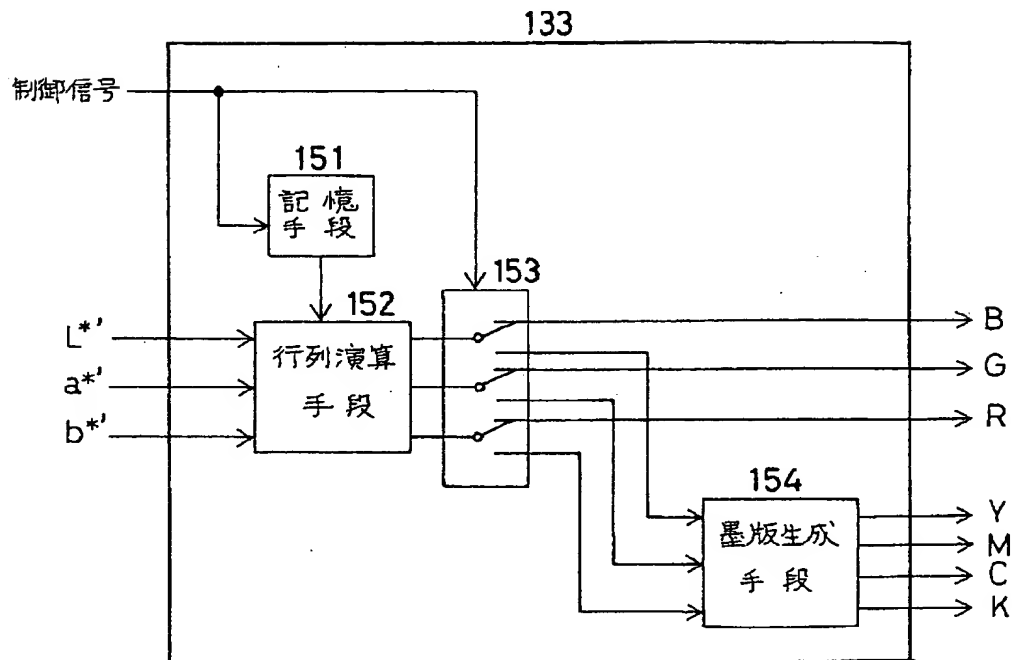 133
制御信号
151
記憶
手段
153
152
L*'
a*'
b*'
行列演算
手段
B
G
R
154
墨版生成
手段
Y
M
C
K